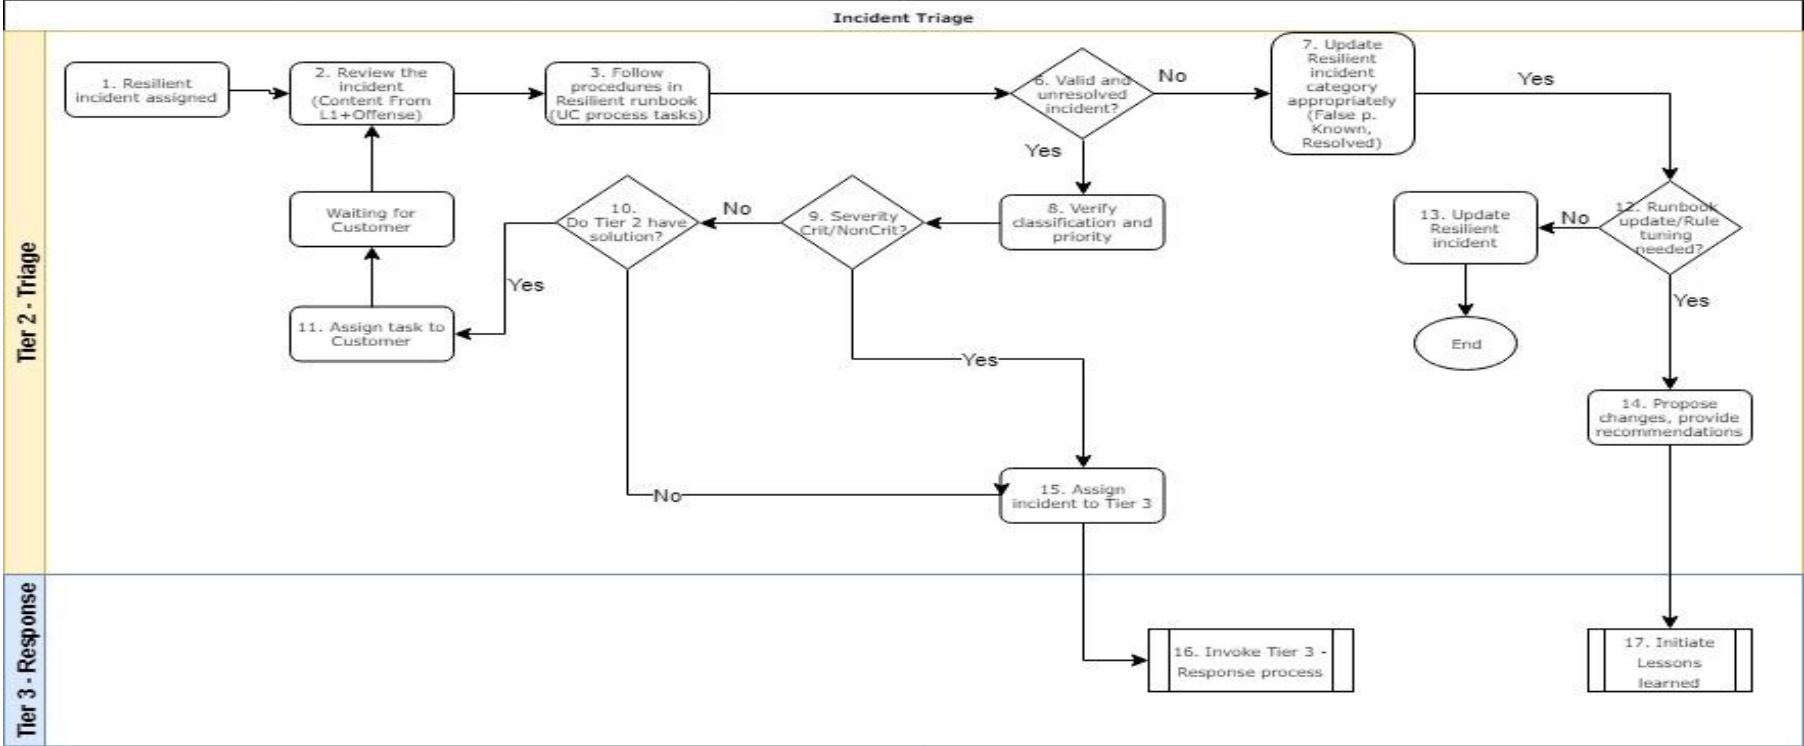 Incident Triage
Tier 2 - Triage
1. Resilient
incident assigned
2. Review the
incident
(Content From
L1+Offense)
3. Follow
procedures in
Resilient runbook
(UC process tasks)
6. Valid and
unresolved
incident?
No
Yes
7. Update
Resilient
incident
category
appropriately
(False p.
Known,
Resolved)
Yes
Waiting for
Customer
10.
Do Tier 2 have
solution?
No
9. Severity
Crit/NonCrit?
8. Verify
classification and
priority
13. Update
Resilient
incident
No
12. Runbook
update/Rule
tuning
needed?
Yes
Yes
11. Assign task to
Customer
Yes
End
14. Propose
changes, provide
recommendations
No
15. Assign
incident to Tier 3
Tier 3 - Response
16. Invoke Tier 3 -
Response process
17. Initiate
Lessons
learned